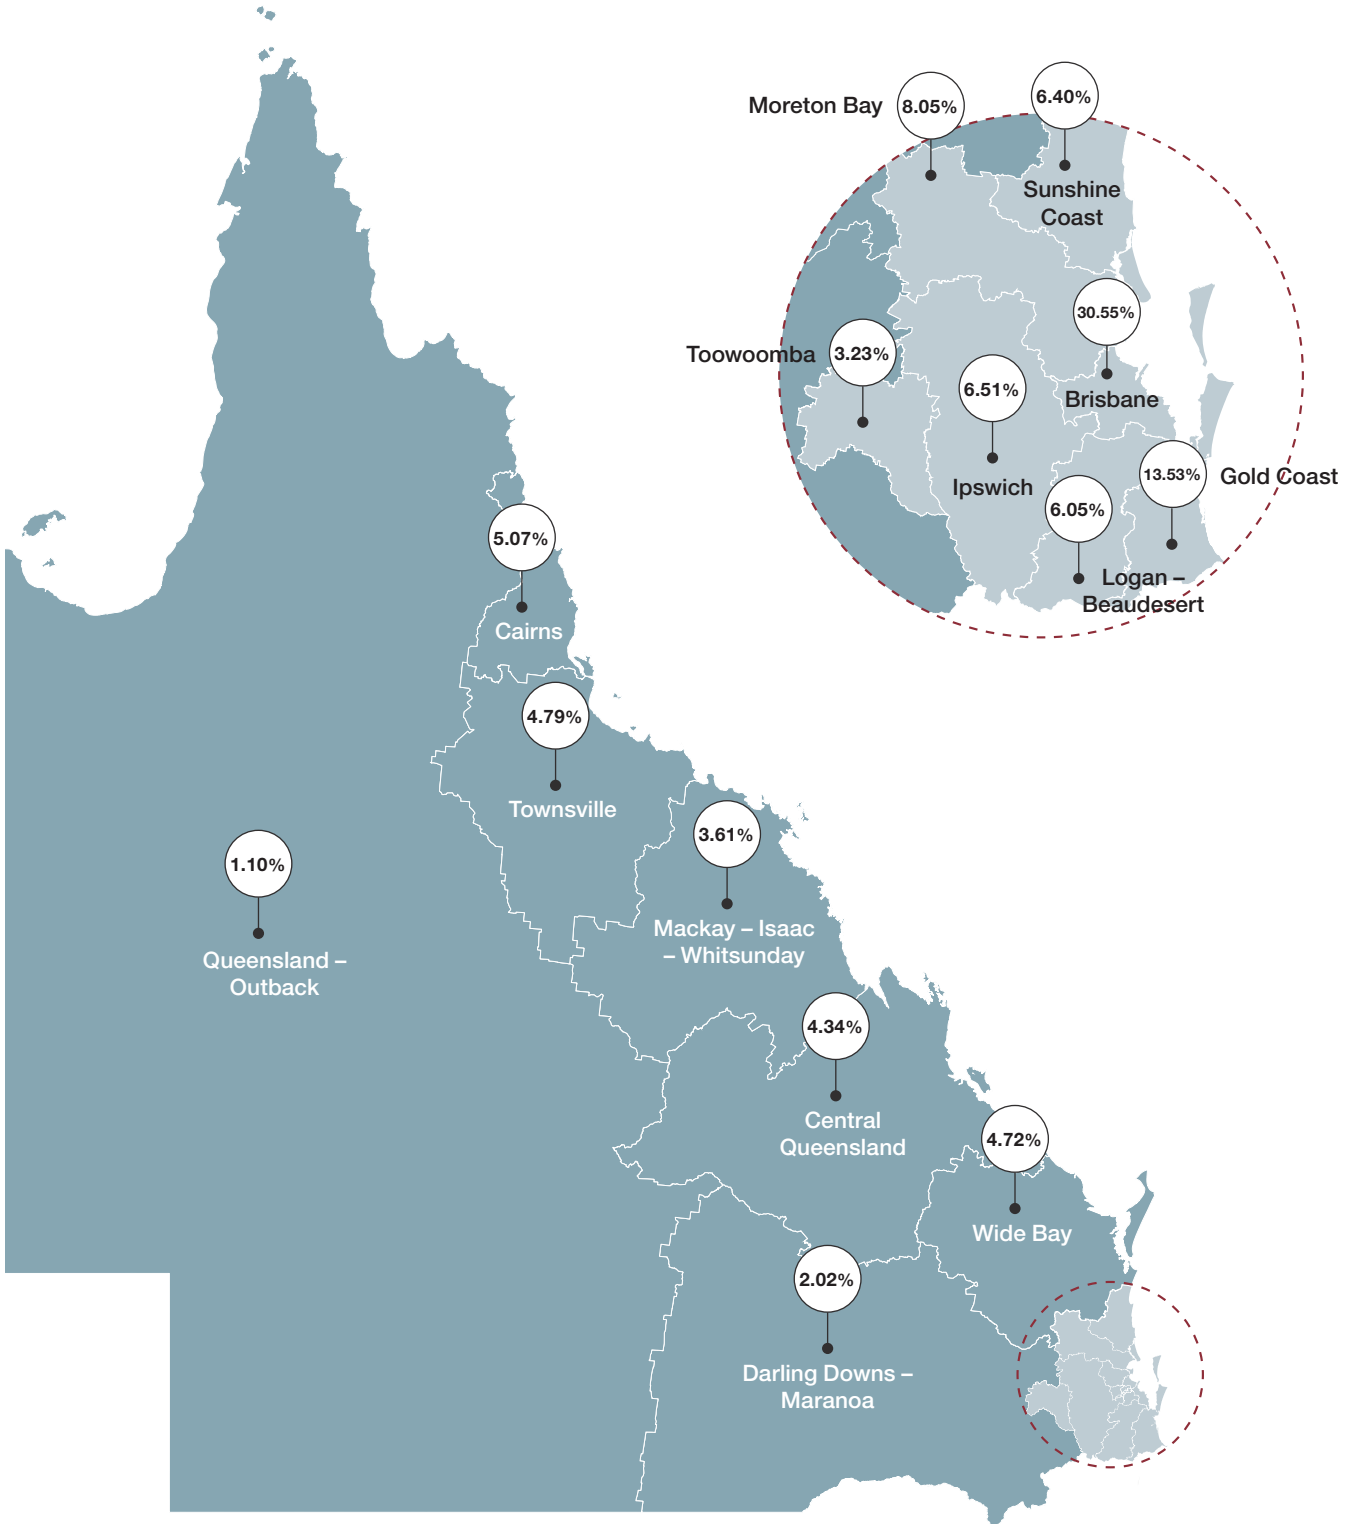 6.40%
Moreton Bay
8.05%
Sunshine
Coast
30.55%
Toowoomba
3.23%
6.51%
Brisbane
13.53%
Gold Coast
Ipswich
6.05%
Logan –
Beaudesert
5.07%
Cairns
4.79%
Townsville
3.61%
1.10%
Mackay – Isaac
– Whitsunday
Queensland –
Outback
4.34%
Central
Queensland
4.72%
Wide Bay
2.02%
Darling Downs –
Maranoa